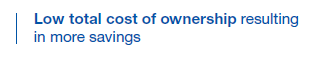 Low total cost of ownership resulting
in more savings